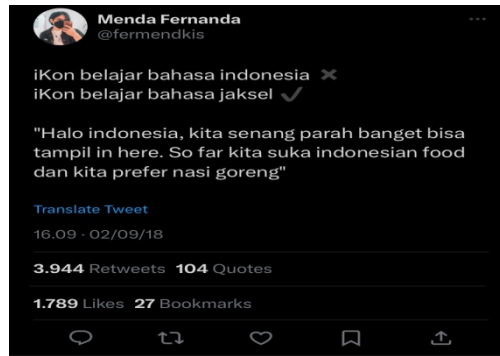 Menda Fernanda
@fermendkis
iKon belajar bahasa indonesia ❌
iKon belajar bahasa jaksel ✔
"Halo indonesia, kita senang parah banget bisa
tampil in here. So far kita suka indonesian food
dan kita prefer nasi goreng"
Translate Tweet
16.09 · 02/09/18
3.944 Retweets 104 Quotes
1.789 Likes 27 Bookmarks